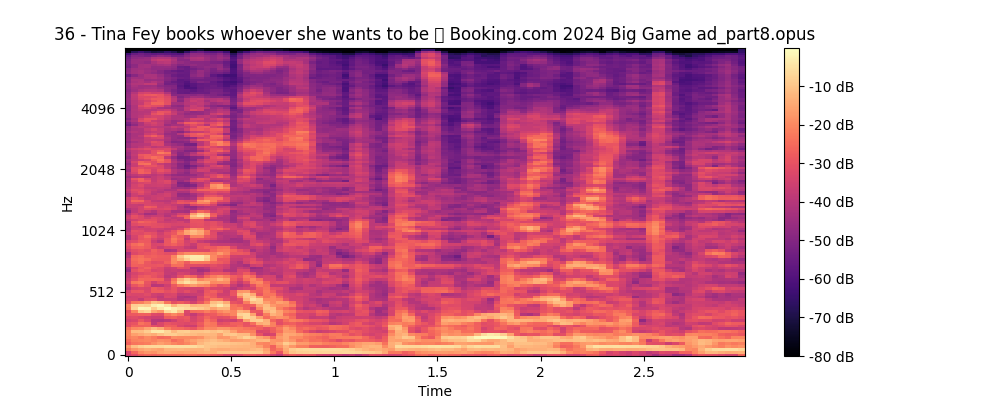 36 - Tina Fey books whoever she wants to be ▯ Booking.com 2024 Big Game ad_part8.opus
Hz
4096
2048
1024
512
0
0 0.5 1 1.5 2 2.5
Time
-10 dB
-20 dB
-30 dB
-40 dB
-50 dB
-60 dB
-70 dB
-80 dB